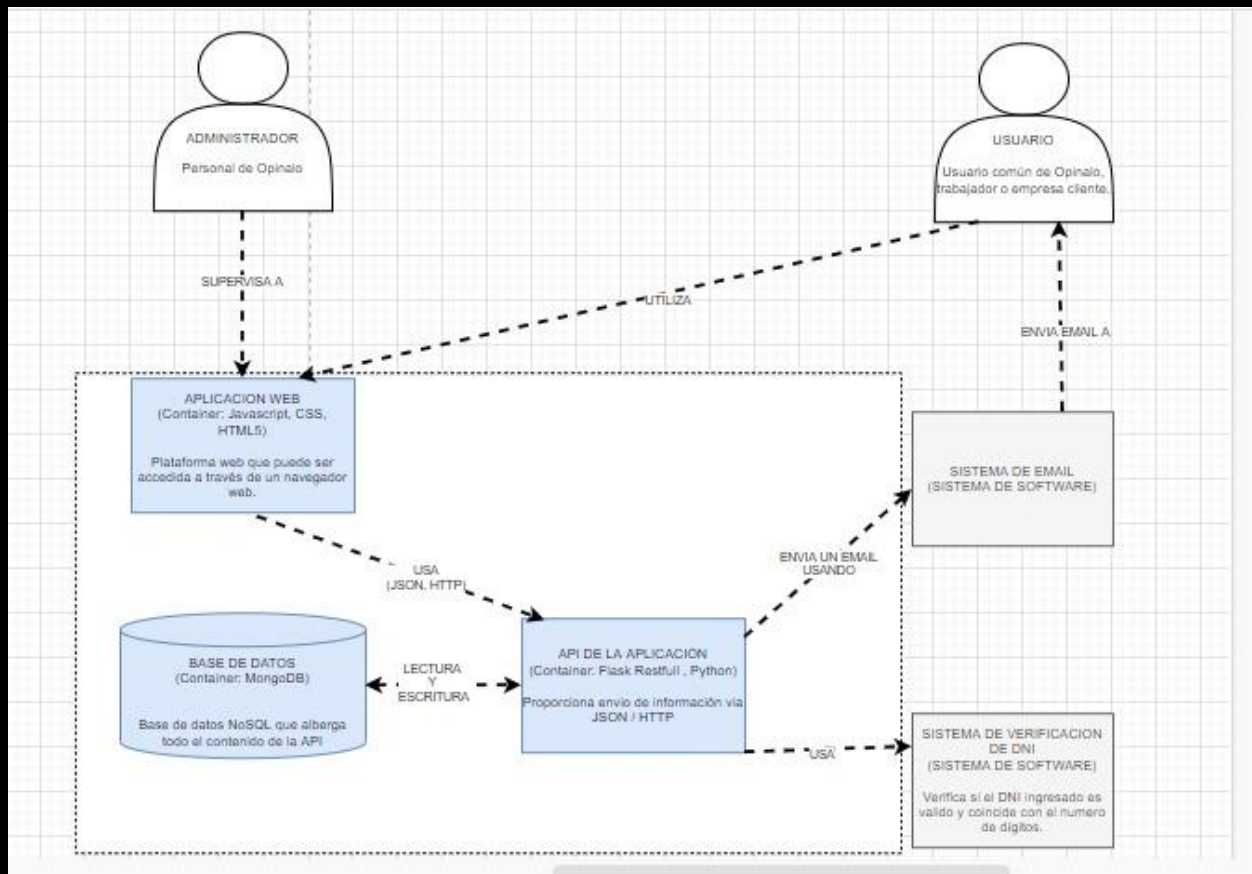 ADMINISTRADOR
Personal de Opinalo
USUARIO
Usuario común de Opinalo,
trabajador o empresa cliente.
SUPERVISA A
UTILIZA
ENVIA EMAIL A
APLICACION WEB
(Container: Javascript, CSS,
HTML5)
Plataforma web que puede ser
accedida a través de un navegador
web.
SISTEMA DE EMAIL
(SISTEMA DE SOFTWARE)
ENVIA UN EMAIL
USANDO
USA
(JSON, HTTP)
BASE DE DATOS
(Container: MongoDB)
Base de datos NoSQL que alberga
todo el contenido de la API
LECTURA
Y
ESCRITURA
API DE LA APLICACIÓN
(Container: Flask Restfull , Python)
Proporciona envío de información via
JSON / HTTP
USA
SISTEMA DE VERIFICACION
DE DNI
(SISTEMA DE SOFTWARE)
Verifica si el DNI ingresado es
valido y coincide con el numero
de digitos.